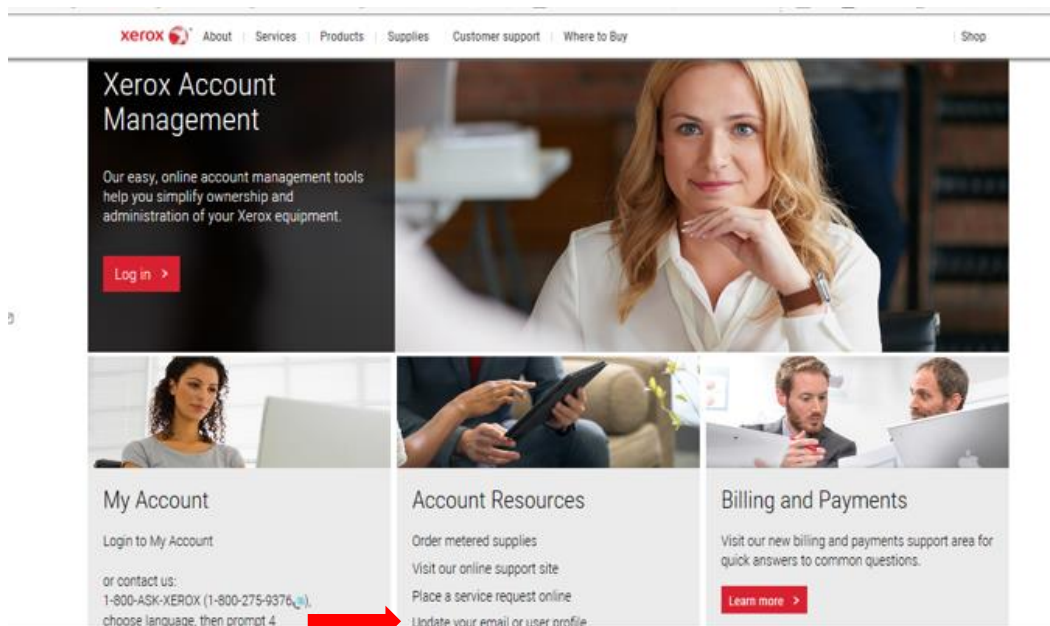 xerox About Services Products Supplies Customer support Where to Buy Shop
Xerox Account
Management
Our easy, online account management tools
help you simplify ownership and
administration of your Xerox equipment.
Log in >
My Account
Login to My Account
or contact us:
1-800-ASK-XEROX (1-800-275-9376),
choose language, then prompt 4
Account Resources
Order metered supplies
Visit our online support site
Place a service request online
Update your email or user profile
Billing and Payments
Visit our new billing and payments support area for
quick answers to common questions.
Learn more >